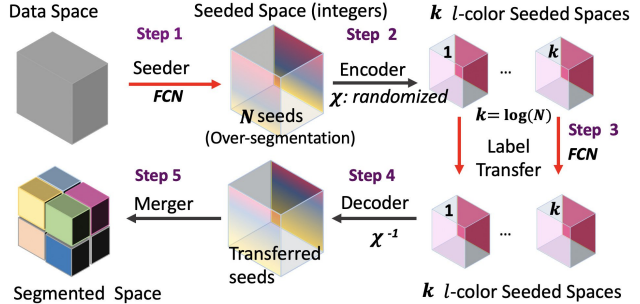 Data Space
Seeded Space (integers)
k l-color Seeded Spaces
Step 1
Step 2
Seeder
FCN
N seeds
(Over-segmentation)
Encoder
χ: randomized
1
...
k
k=log(N)
Label
Transfer
Step 3
FCN
Step 5
Merger
Transferred
seeds
Step 4
Decoder
χ-1
1
...
k
Segmented Space
k l-color Seeded Spaces